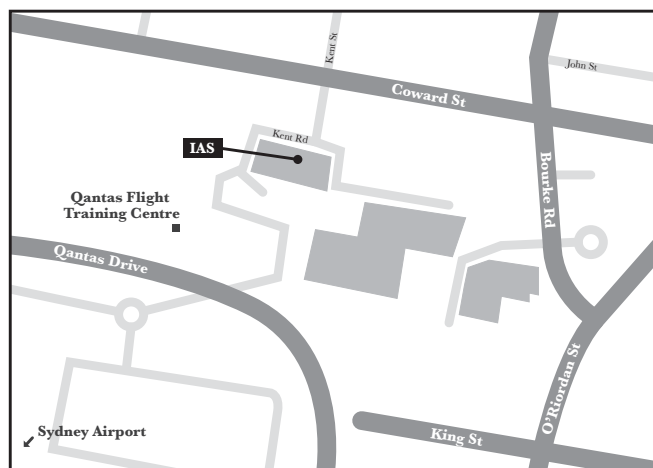 Kent St
John St
Coward St
Kent Rd
IAS
Bourke Rd
Qantas Flight
Training Centre
Qantas Drive
O'Riordan St
Sydney Airport
King St